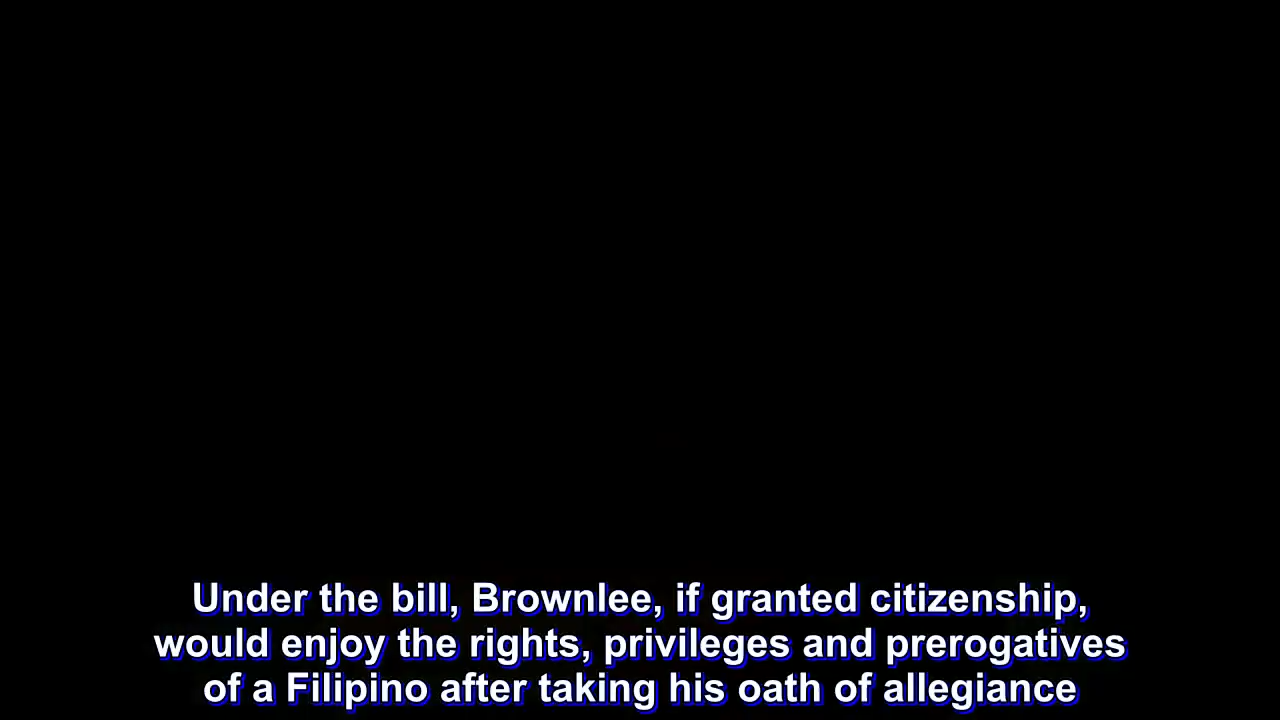 Under the bill, Brownlee, if granted citizenship,
would enjoy the rights, privileges and prerogatives
of a Filipino after taking his oath of allegiance